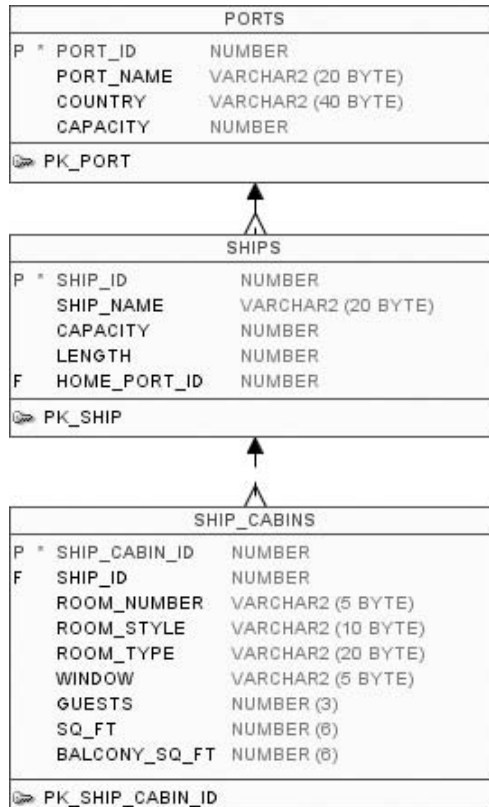 PORTS
P * PORT_ID NUMBER
PORT_NAME VARCHAR2 (20 BYTE)
COUNTRY VARCHAR2 (40 BYTE)
CAPACITY NUMBER
PK_PORT
SHIPS
P * SHIP_ID NUMBER
SHIP_NAME VARCHAR2 (20 BYTE)
CAPACITY NUMBER
LENGTH NUMBER
F HOME_PORT_ID NUMBER
PK_SHIP
SHIP_CABINS
P * SHIP_CABIN_ID NUMBER
F SHIP_ID NUMBER
ROOM_NUMBER VARCHAR2 (5 BYTE)
ROOM_STYLE VARCHAR2 (10 BYTE)
ROOM_TYPE VARCHAR2 (20 BYTE)
WINDOW VARCHAR2 (5 BYTE)
GUESTS NUMBER (3)
SQ_FT NUMBER (6)
BALCONY_SQ_FT NUMBER (6)
PK_SHIP_CABIN_ID